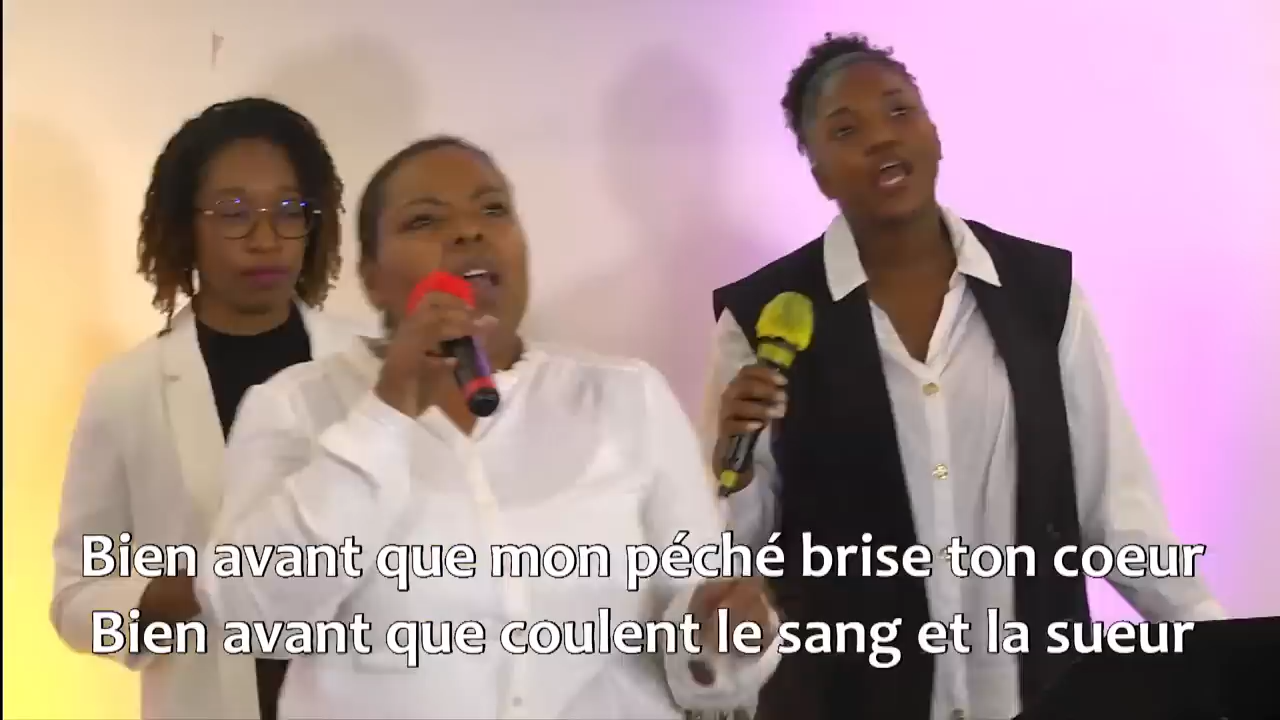 Bien avant que mon péché brise ton coeur
Bien avant que coulent le sang et la sueur